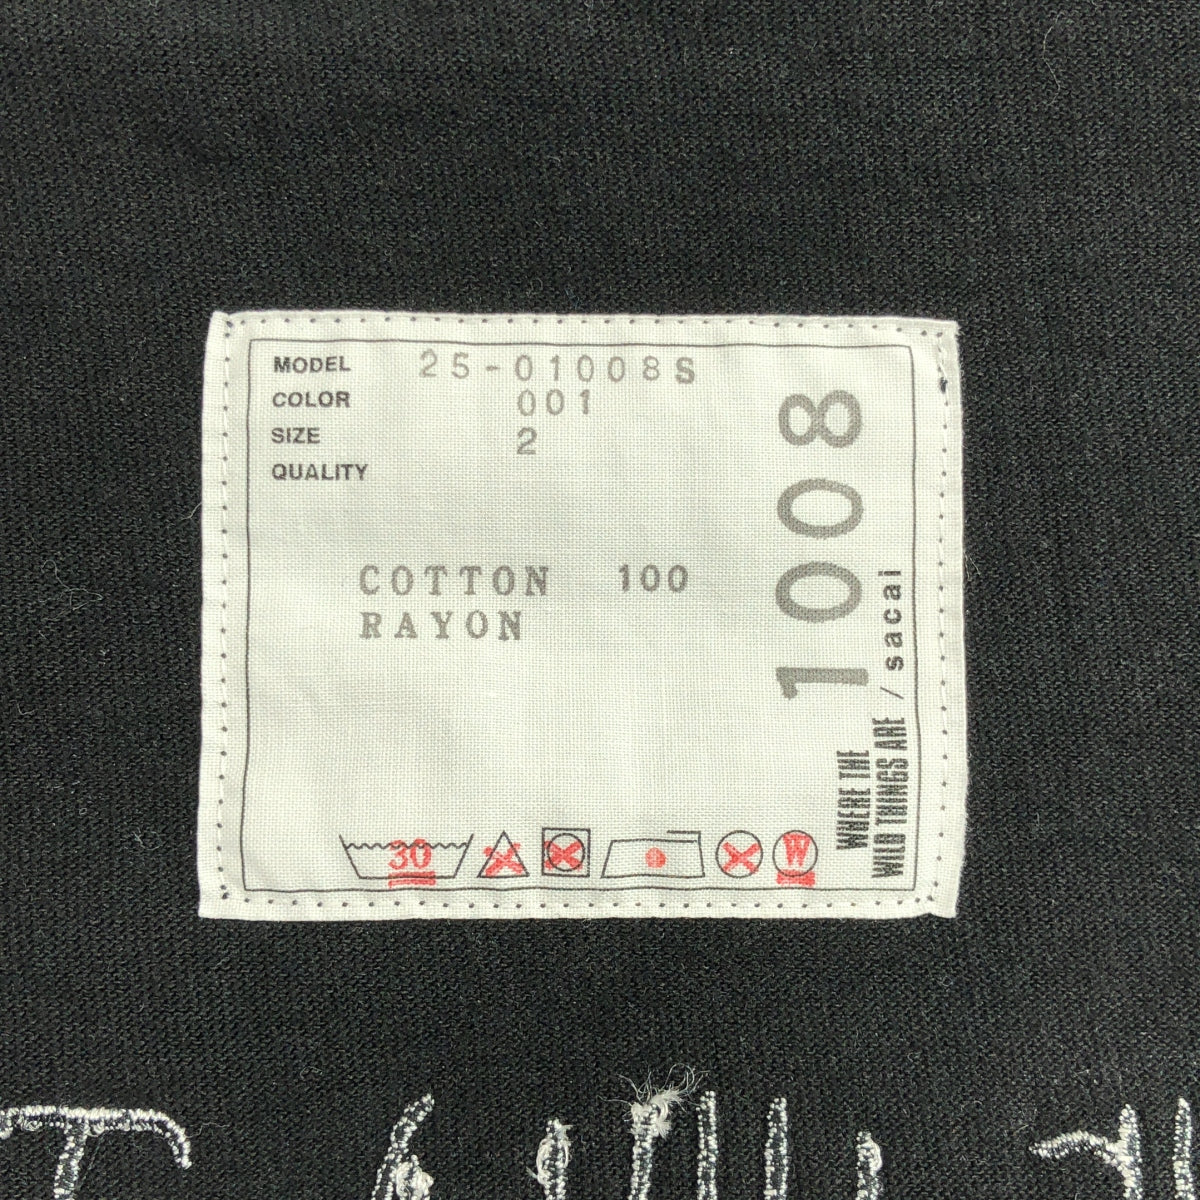 MODEL 25-01008S
COLOR 001
SIZE 2
QUALITY
COTTON 100
RAYON
1008
WHERE THE
WILD THINGS ARE / sacai
30
W